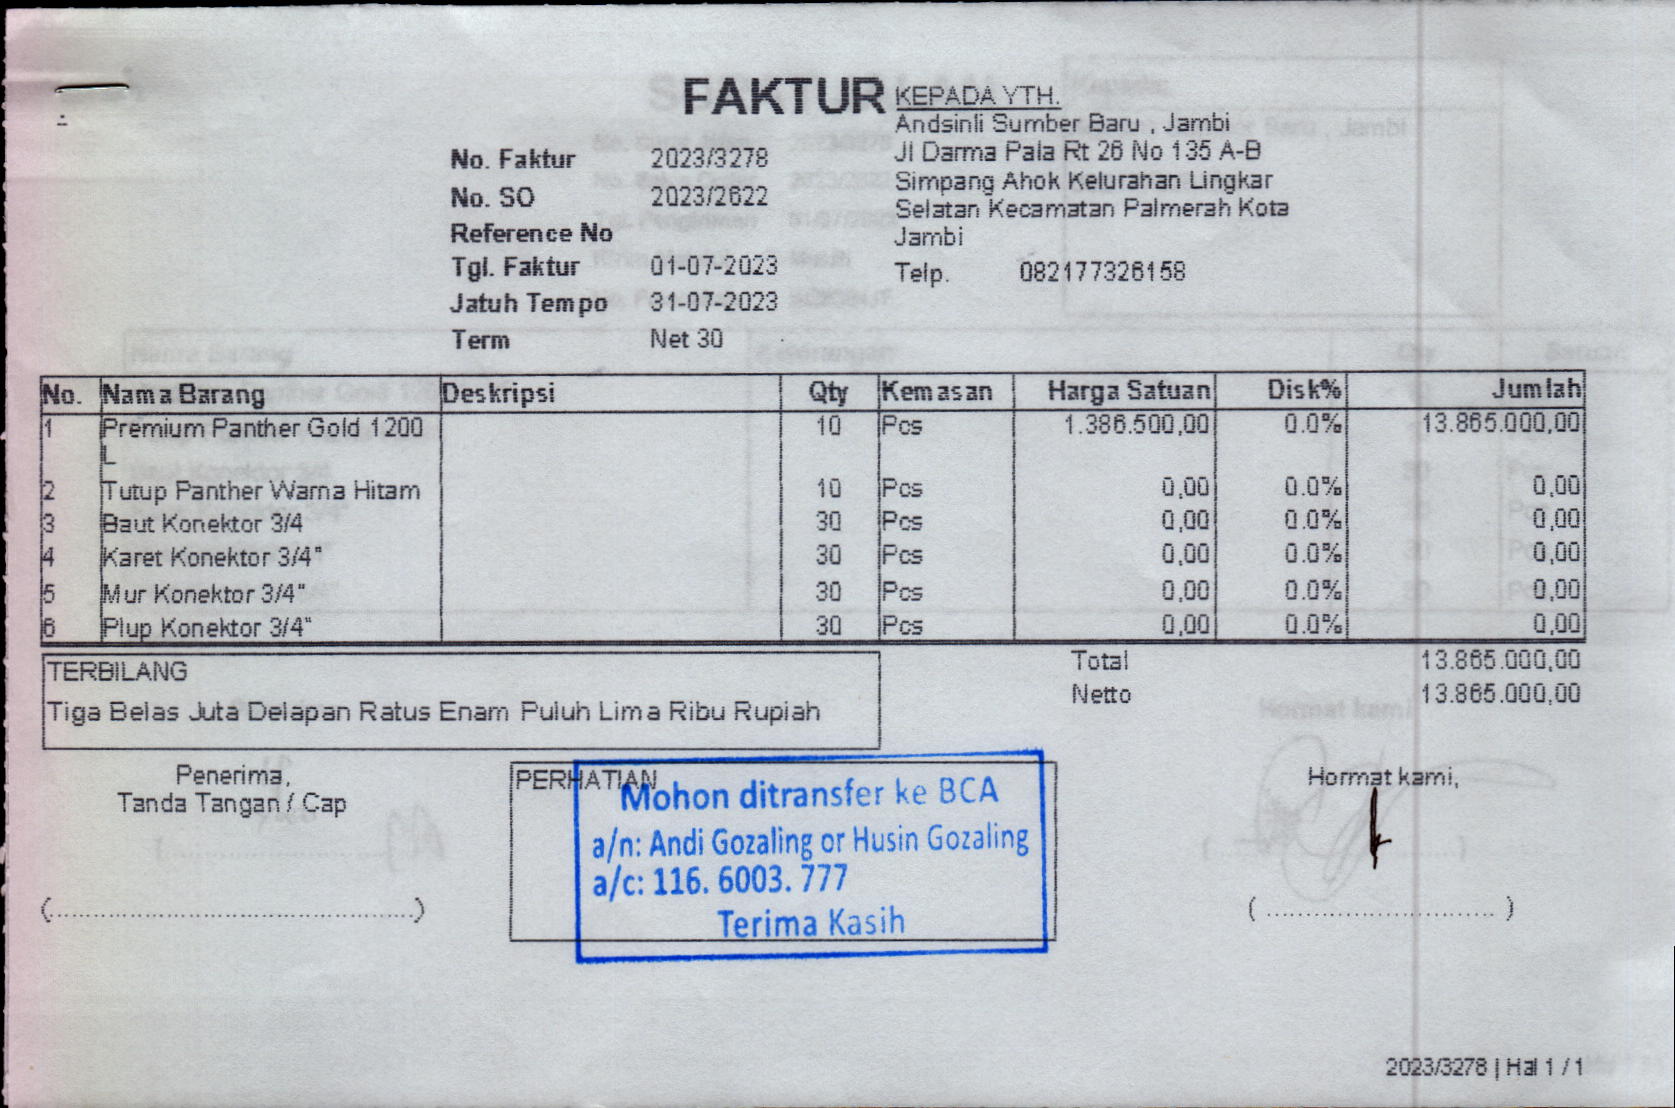 FAKTUR
KEPADA YTH.
Andsinli Sumber Baru , Jambi
Jl Darma Pala Rt 26 No 135 A-B
Simpang Ahok Kelurahan Lingkar
Selatan Kecamatan Palmerah Kota
Jambi
Telp. 082177326158
No. Faktur 2023/3278
No. SO 2023/2622
Reference No
Tgl. Faktur 01-07-2023
Jatuh Tempo 31-07-2023
Term Net 30
No. Nama Barang Deskripsi Qty Kemasan Harga Satuan Disk% Jumlah
1 Premium Panther Gold 1200 10 Pcs 1.386.500,00 0.0% 13.865.000,00
L
2 Tutup Panther Warna Hitam 10 Pcs 0,00 0.0% 0,00
3 Baut Konektor 3/4 30 Pcs 0,00 0.0% 0,00
4 Karet Konektor 3/4" 30 Pcs 0,00 0.0% 0,00
5 Mur Konektor 3/4" 30 Pcs 0,00 0.0% 0,00
6 Plup Konektor 3/4" 30 Pcs 0,00 0.0% 0,00
Total 13.865.000,00
Netto 13.865.000,00
TERBILANG
Tiga Belas Juta Delapan Ratus Enam Puluh Lima Ribu Rupiah
Penerima,
Tanda Tangan / Cap
(..........................................)
PERHATIAN
Mohon ditransfer ke BCA
a/n: Andi Gozaling or Husin Gozaling
a/c: 116. 6003. 777
Terima Kasih
Hormat kami,
( ............................ )
2023/3278 | Hal 1 / 1